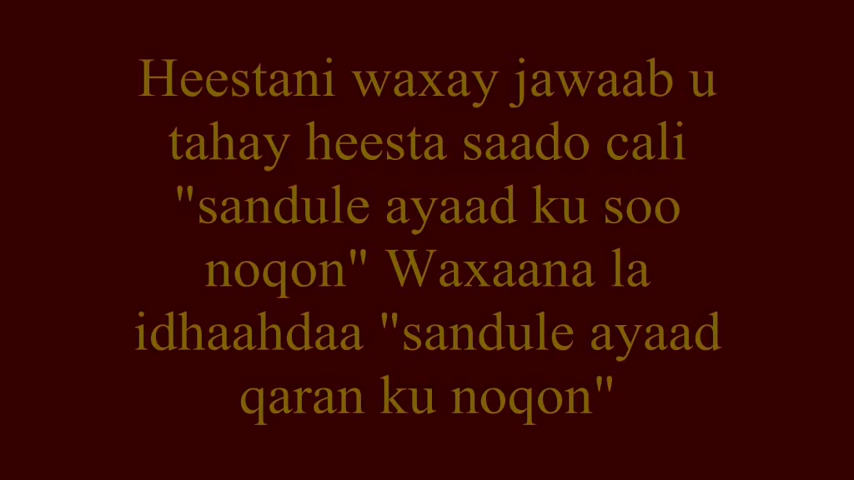 Heestani waxay jawaab u
tahay heesta saado cali
"sandule ayaad ku soo
noqon" Waxaana la
idhaahdaa "sandule ayaad
qaran ku noqon"